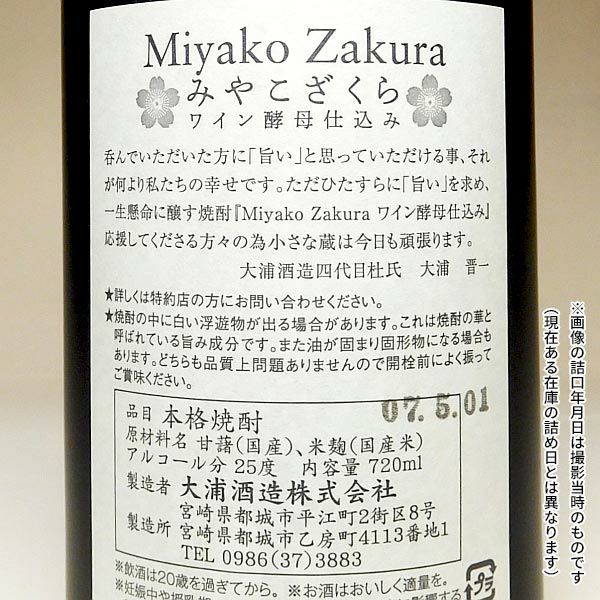 Miyako Zakura
みやこざくら
ワイン酵母仕込み
呑んでいただいた方に「旨い」と思っていただける事、それ
が何より私たちの幸せです。ただひたすらに「旨い」を求め、
一生懸命に醸す焼酎『Miyako Zakura ワイン酵母仕込み』
応援してくださる方々の為小さな蔵は今日も頑張ります。
大浦酒造四代目杜氏 大浦 晋一
★詳しくは特約店の方にお問い合わせください。
★焼酎の中に白い浮遊物が出る場合があります。これは焼酎の華と
呼ばれている旨み成分です。また油が固まり固形物になる場合も
あります。どちらも品質上問題ありませんので開栓前によく振って
ご賞味ください。
07.5.01
品目 本格焼酎
原材料名 甘藷(国産)、米麹(国産米)
アルコール分 25度 内容量 720ml
製造者 大浦酒造株式会社
宮崎県都城市平江町2街区8号
製造所 宮崎県都城市乙房町4113番地1
TEL 0986(37)3883
※飲酒は20歳を過ぎてから。※お酒はおいしく適量を。
※妊娠中や授乳期
プラ
※画像の詰口年月日は撮影当時のものです
(現在ある在庫の詰め日とは異なります)